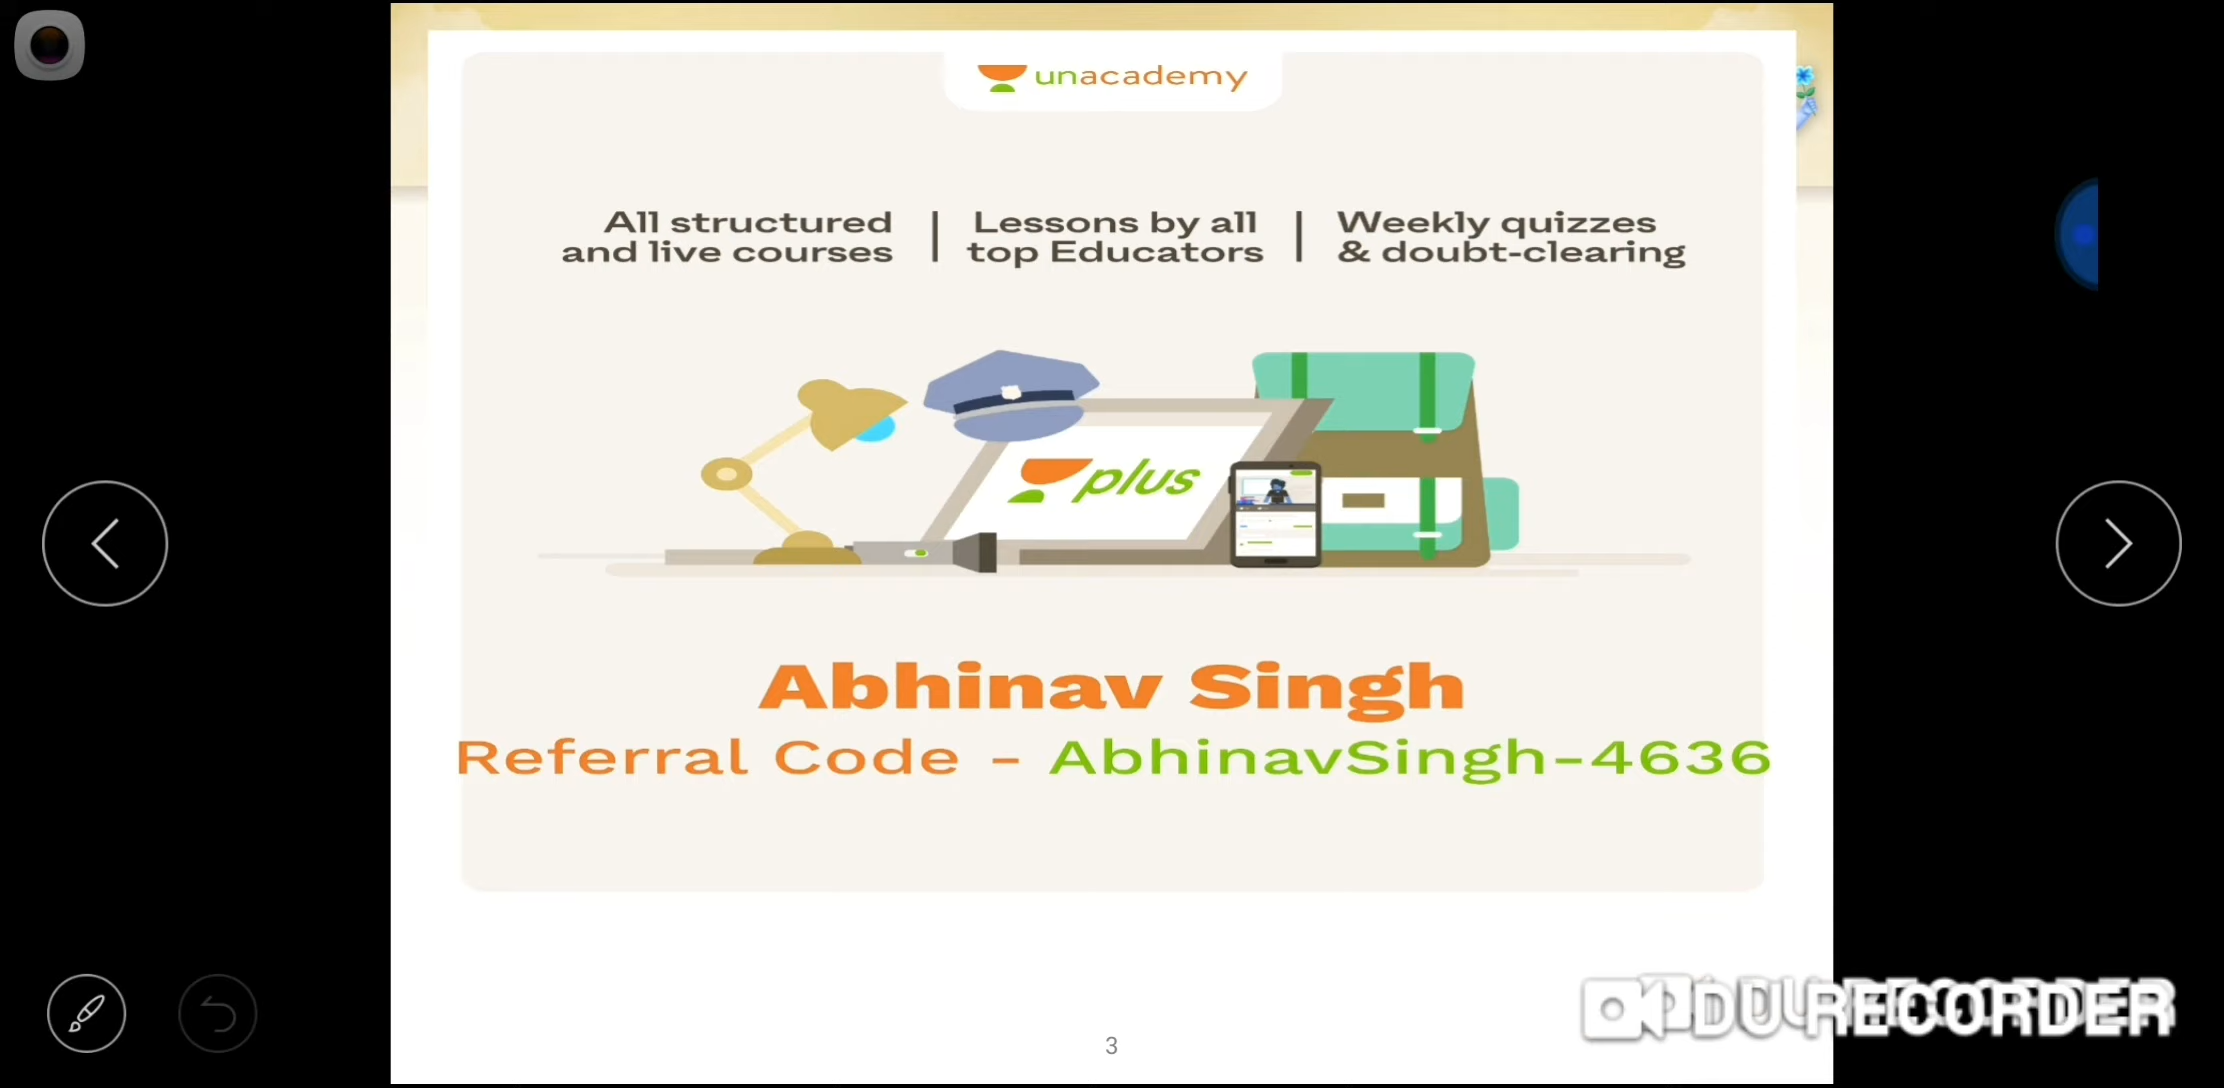 unacademy
All structured
and live courses
Lessons by all
top Educators
Weekly quizzes
& doubt-clearing
plus
Abhinav Singh
Referral Code - AbhinavSingh-4636
3
DU RECORDER